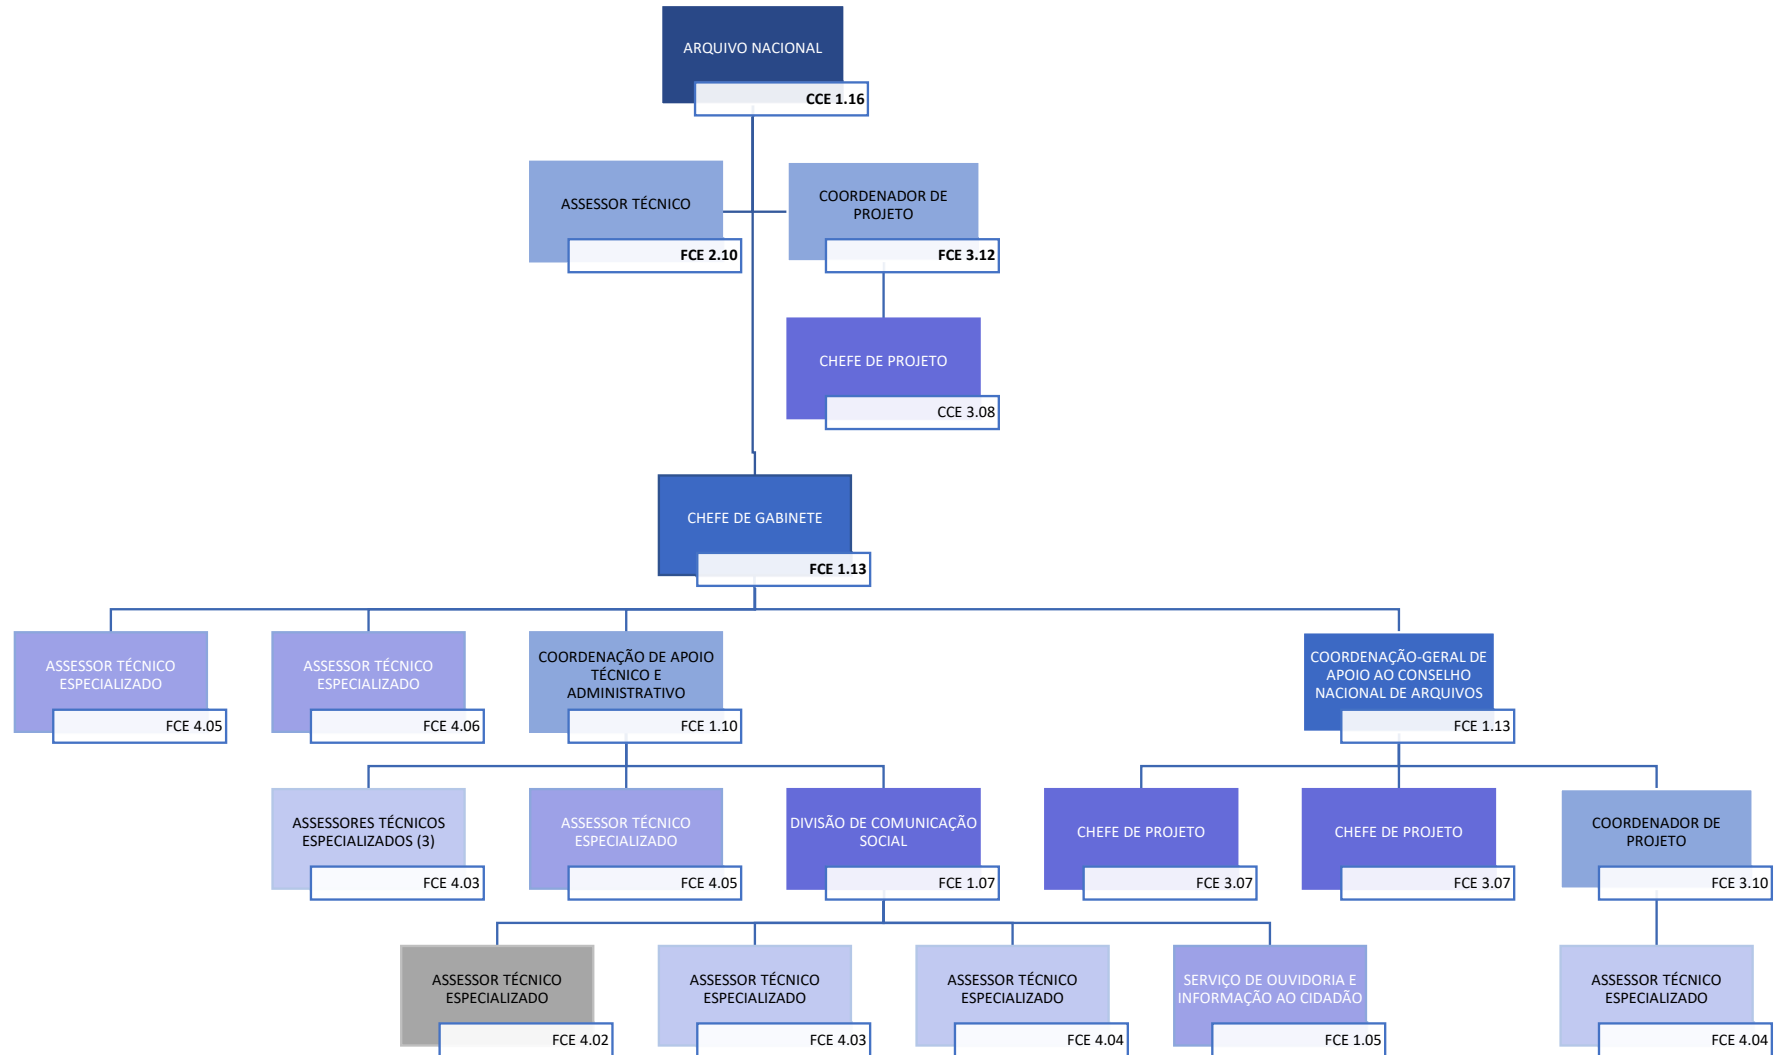 ARQUIVO NACIONAL
CCE 1.16
ASSESSOR TÉCNICO
FCE 2.10
COORDENADOR DE
PROJETO
FCE 3.12
CHEFE DE PROJETO
CCE 3.08
CHEFE DE GABINETE
FCE 1.13
ASSESSOR TÉCNICO
ESPECIALIZADO
FCE 4.05
ASSESSOR TÉCNICO
ESPECIALIZADO
FCE 4.06
COORDENAÇÃO DE APOIO
TÉCNICO E
ADMINISTRATIVO
FCE 1.10
COORDENAÇÃO-GERAL DE
APOIO AO CONSELHO
NACIONAL DE ARQUIVOS
FCE 1.13
ASSESSORES TÉCNICOS
ESPECIALIZADOS (3)
FCE 4.03
ASSESSOR TÉCNICO
ESPECIALIZADO
FCE 4.05
DIVISÃO DE COMUNICAÇÃO
SOCIAL
FCE 1.07
CHEFE DE PROJETO
FCE 3.07
CHEFE DE PROJETO
FCE 3.07
COORDENADOR DE
PROJETO
FCE 3.10
ASSESSOR TÉCNICO
ESPECIALIZADO
FCE 4.02
ASSESSOR TÉCNICO
ESPECIALIZADO
FCE 4.03
ASSESSOR TÉCNICO
ESPECIALIZADO
FCE 4.04
SERVIÇO DE OUVIDORIA E
INFORMAÇÃO AO CIDADÃO
FCE 1.05
ASSESSOR TÉCNICO
ESPECIALIZADO
FCE 4.04